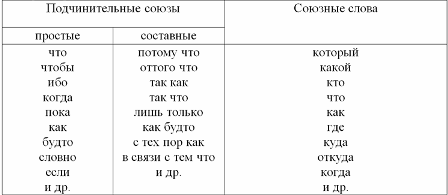 Подчинительные союзы Союзные слова
простые составные
что потому что который
чтобы оттого что какой
ибо так как кто
когда так что что
пока лишь только как
как как будто где
будто с тех пор как куда
словно в связи с тем что откуда
если и др. когда
и др. и др.